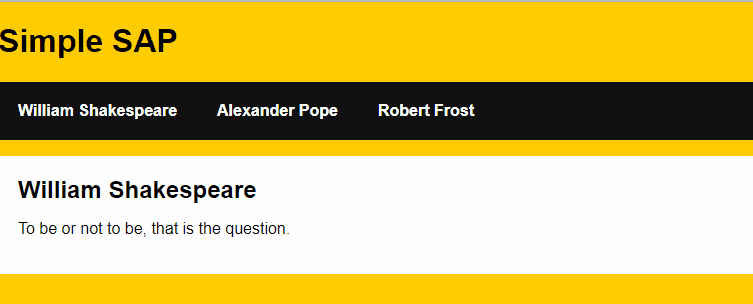 Simple SAP
William Shakespeare Alexander Pope Robert Frost
William Shakespeare
To be or not to be, that is the question.